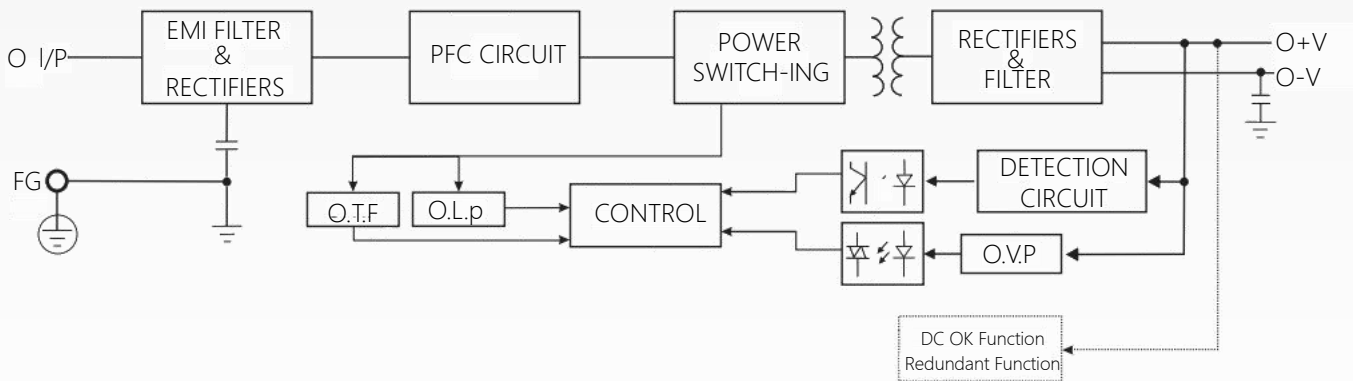 O I/P
EMI FILTER
&
RECTIFIERS
PFC CIRCUIT
POWER
SWITCH-ING
RECTIFIERS
&
FILTER
O+V
O-V
FG
O.T.F
O.L.p
CONTROL
DETECTION
CIRCUIT
O.V.P
DC OK Function
Redundant Function